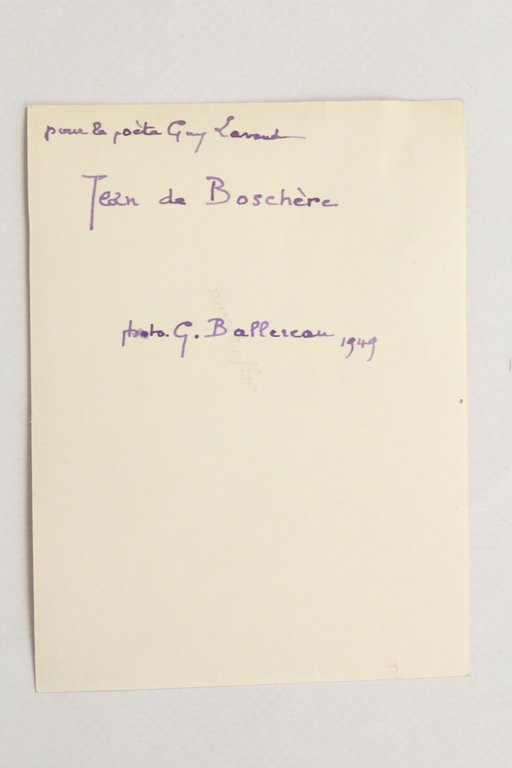 pour le poète Guy Lavaud
Jean de Boschère
photo. G. Ballereau 1949